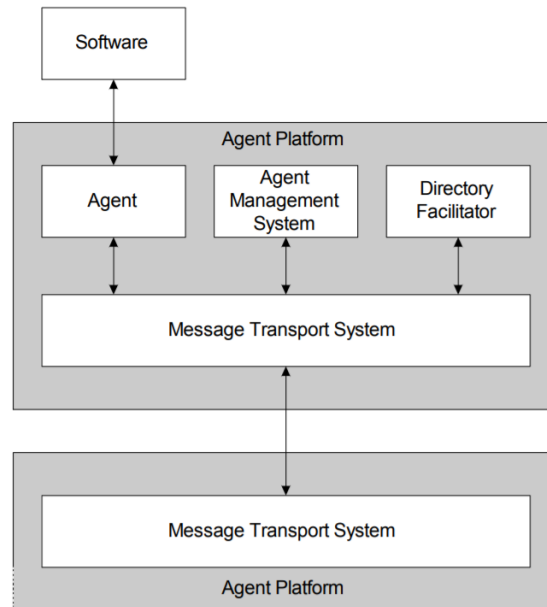 Software
Agent Platform
Agent
Agent
Management
System
Directory
Facilitator
Message Transport System
Message Transport System
Agent Platform